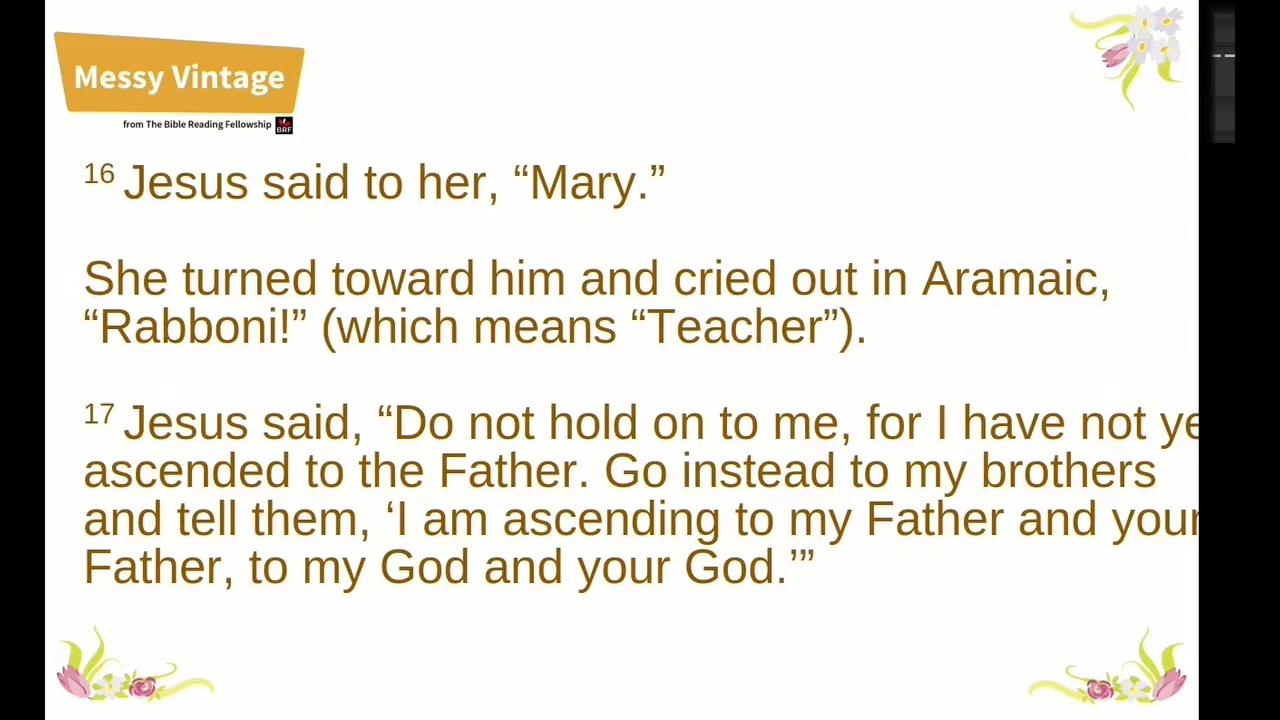 Messy Vintage
from The Bible Reading Fellowship BRF
16 Jesus said to her, “Mary.”
She turned toward him and cried out in Aramaic,
“Rabboni!” (which means “Teacher”).
17 Jesus said, “Do not hold on to me, for I have not ye
ascended to the Father. Go instead to my brothers
and tell them, ‘I am ascending to my Father and your
Father, to my God and your God.’”